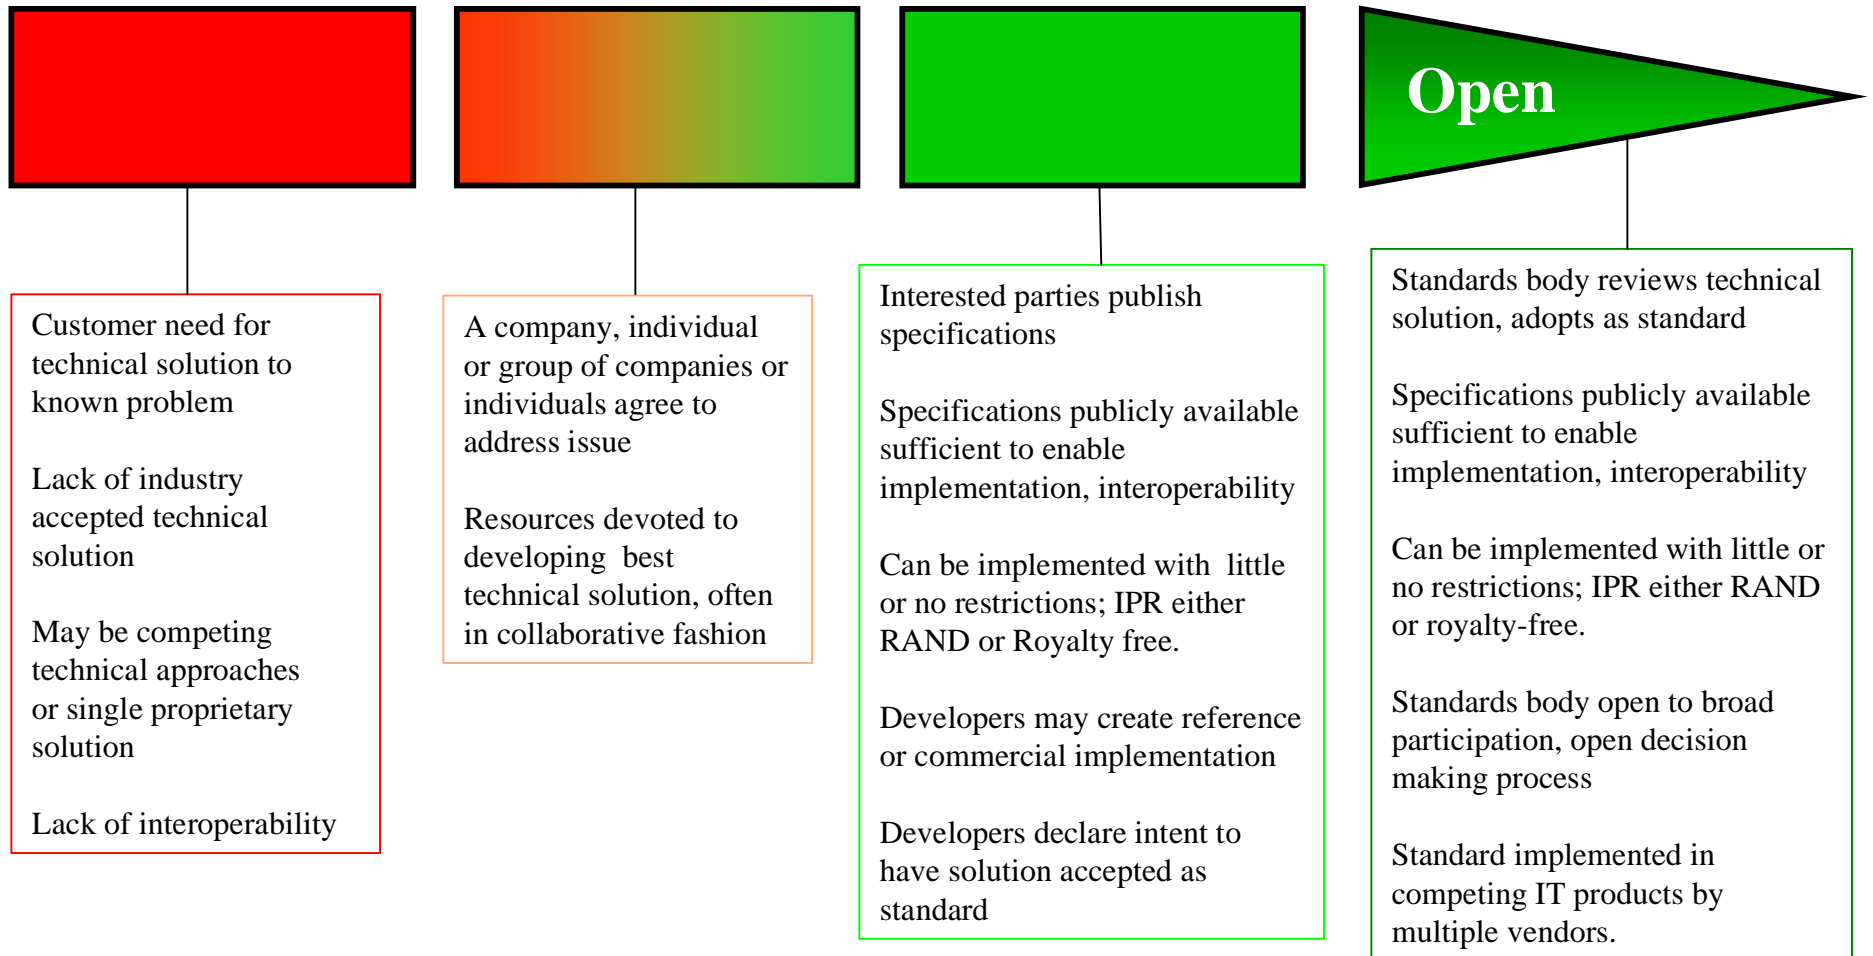 Open
Customer need for
technical solution to
known problem
Lack of industry
accepted technical
solution
May be competing
technical approaches
or single proprietary
solution
Lack of interoperability
A company, individual
or group of companies or
individuals agree to
address issue
Resources devoted to
developing  best
technical solution, often
in collaborative fashion
Interested parties publish
specifications
Specifications publicly available
sufficient to enable
implementation, interoperability
Can be implemented with  little
or no restrictions; IPR either
RAND or Royalty free.
Developers may create reference
or commercial implementation
Developers declare intent to
have solution accepted as
standard
Standards body reviews technical
solution, adopts as standard
Specifications publicly available
sufficient to enable
implementation, interoperability
Can be implemented with little or
no restrictions; IPR either RAND
or royalty-free.
Standards body open to broad
participation, open decision
making process
Standard implemented in
competing IT products by
multiple vendors.